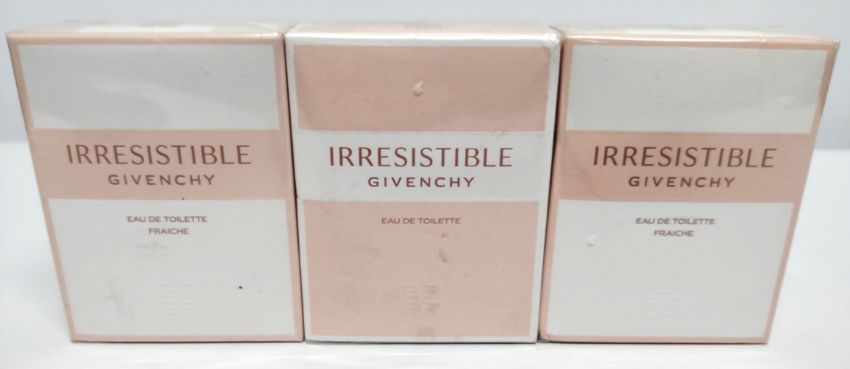 IRRESISTIBLE
GIVENCHY
EAU DE TOILETTE
FRAICHE
IRRESISTIBLE
GIVENCHY
EAU DE TOILETTE
IRRESISTIBLE
GIVENCHY
EAU DE TOILETTE
FRAICHE